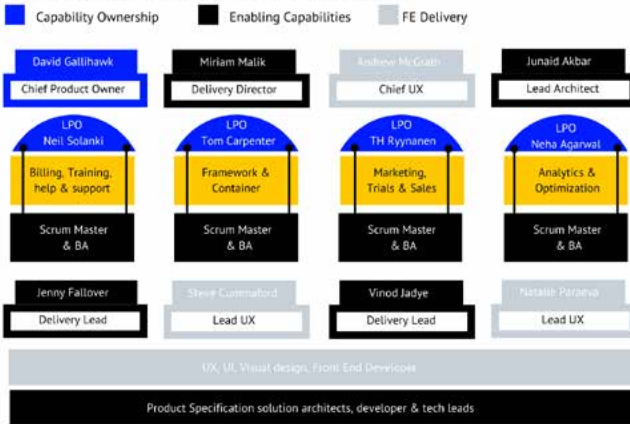 Capability Ownership
Enabling Capabilities
FE Delivery
David Gallihawk
Miriam Malik
Andrew McGrath
Junaid Akbar
Chief Product Owner
Delivery Director
Chief UX
Lead Architect
LPO
Neil Solanki
LPO
Tom Carpenter
LPO
TH Ryynanen
LPO
Neha Agarwal
Billing, Training,
help & support
Framework &
Container
Marketing,
Trials & Sales
Analytics &
Optimization
Scrum Master
& BA
Scrum Master
& BA
Scrum Master
& BA
Scrum Master
& BA
Jenny Fallover
Steve Cummaford
Vinod Jadye
Natalie Paraeva
Delivery Lead
Lead UX
Delivery Lead
Lead UX
UX, UI, Visual design, Front End Developer
Product Specification solution architects, developer & tech leads